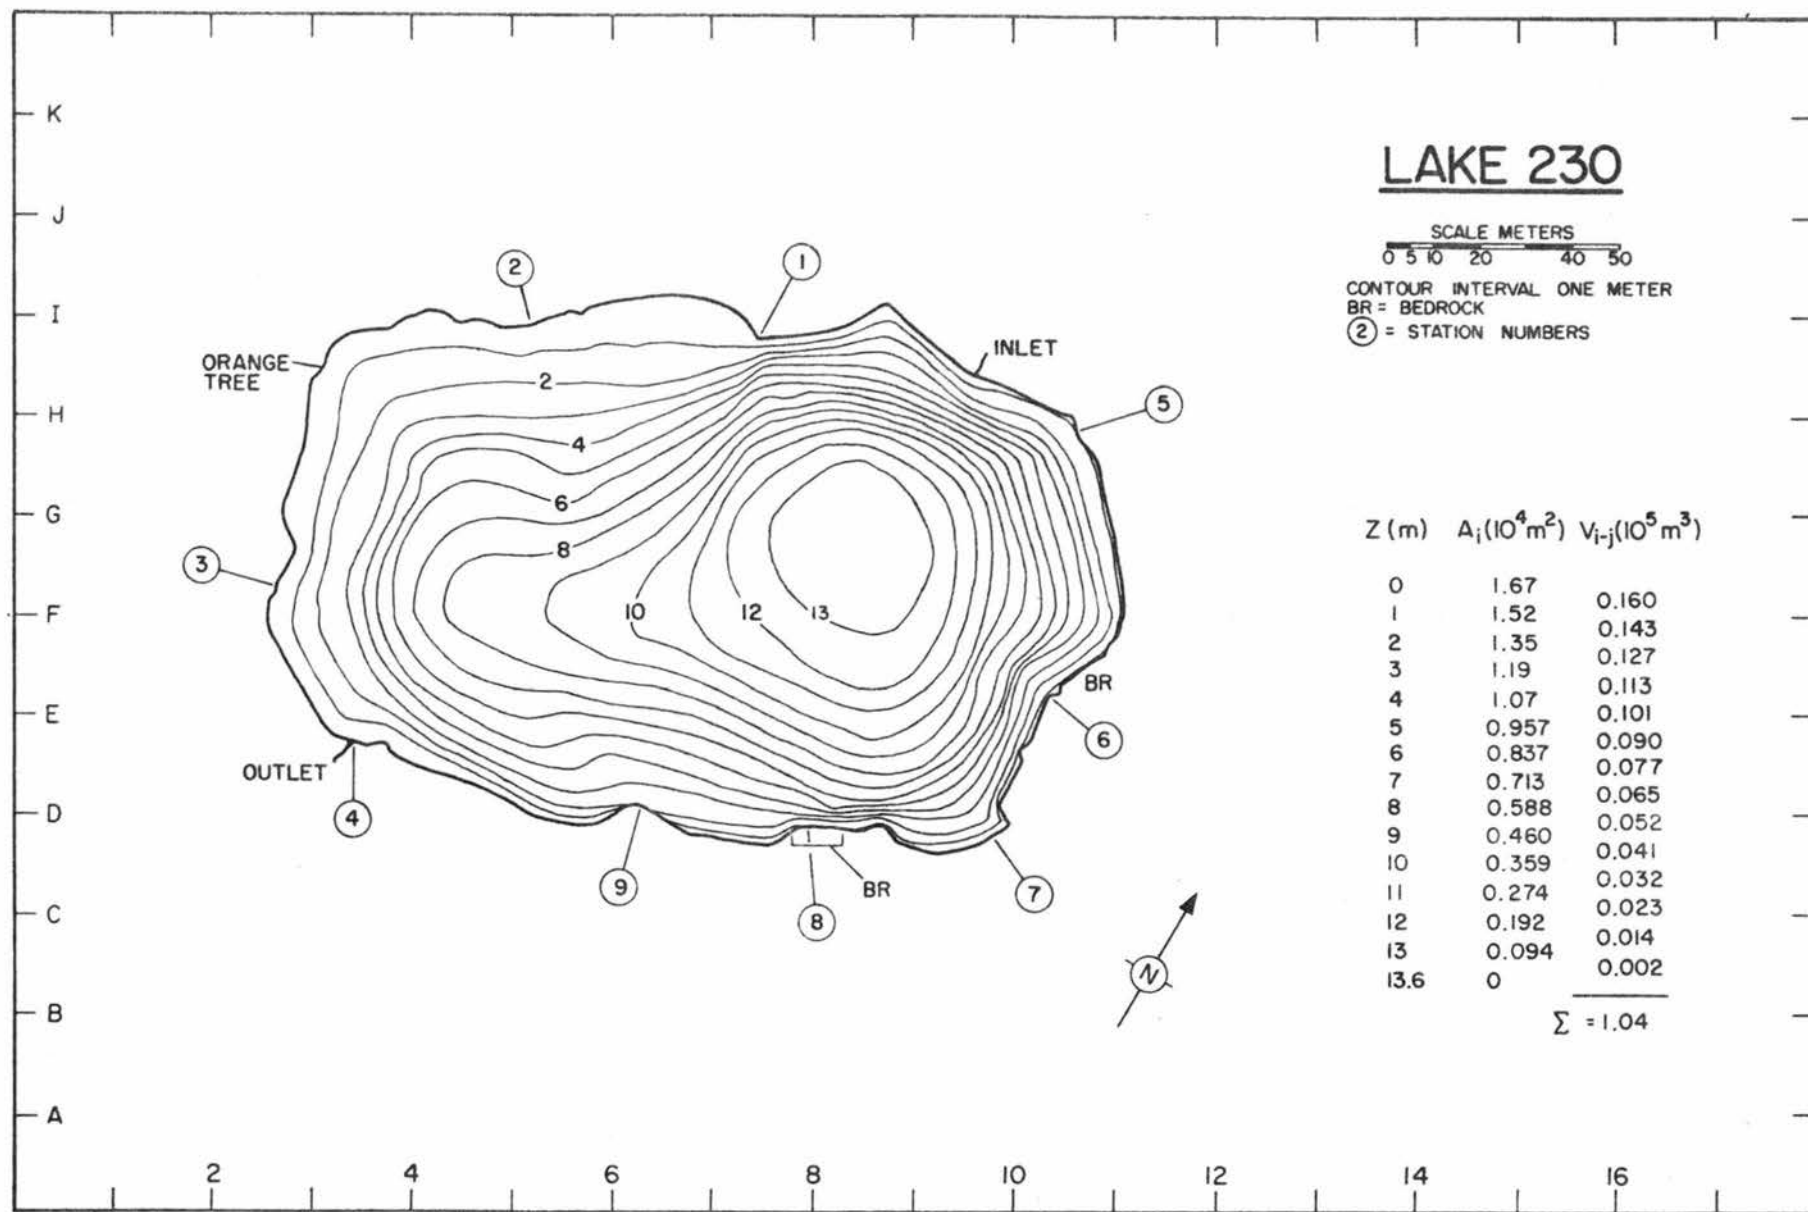 K
J
I
H
G
F
E
D
C
B
A
2 4 6 8 10 12 14 16
LAKE 230
SCALE METERS
0 5 10 20 40 50
CONTOUR INTERVAL ONE METER
BR = BEDROCK
② = STATION NUMBERS
②
①
ORANGE
TREE
INLET
⑤
2
4
6
8
10
12
13
③
BR
⑥
OUTLET
④
⑨
BR
⑧
⑦
N
Z (m) Aᵢ(10⁴m²) Vᵢ₋ⱼ(10⁵m³)
0 1.67
0.160
1 1.52
0.143
2 1.35
0.127
3 1.19
0.113
4 1.07
0.101
5 0.957
0.090
6 0.837
0.077
7 0.713
0.065
8 0.588
0.052
9 0.460
0.041
10 0.359
0.032
11 0.274
0.023
12 0.192
0.014
13 0.094
0.002
13.6 0
Σ = 1.04